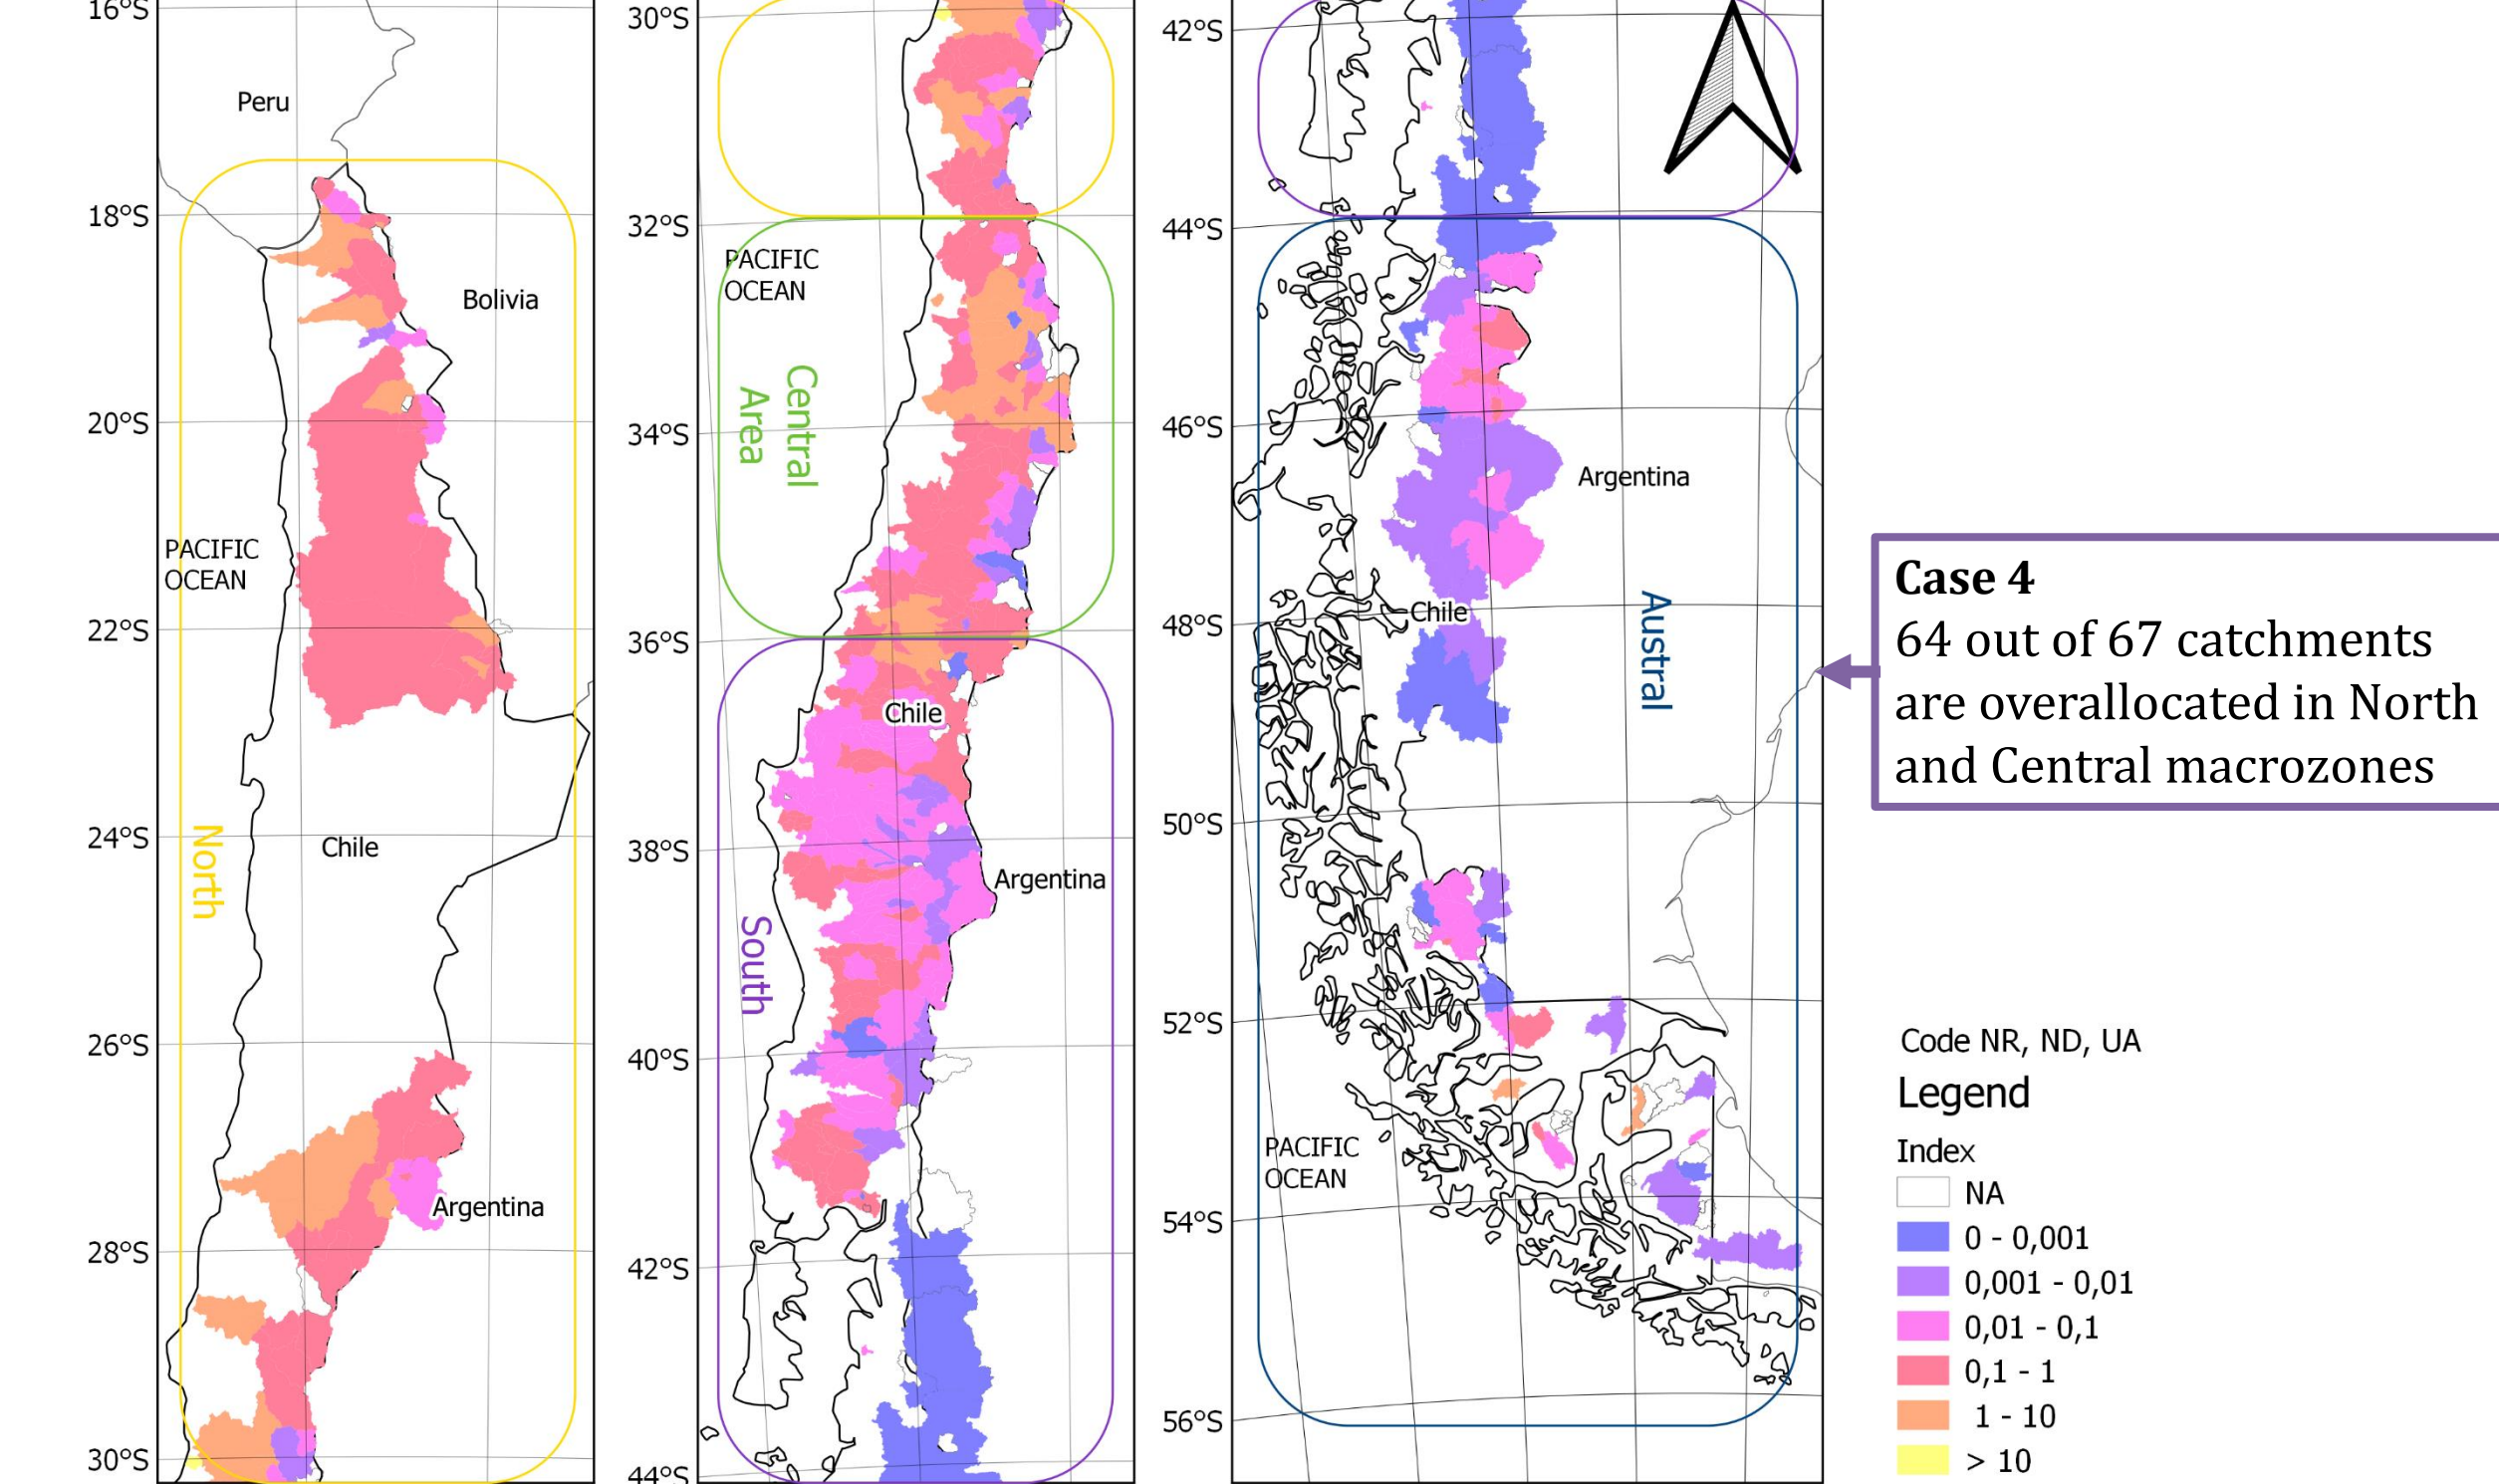 16°S
18°S
20°S
22°S
24°S
26°S
28°S
30°S
Peru
Bolivia
PACIFIC
OCEAN
North
Chile
Argentina
30°S
32°S
34°S
36°S
38°S
40°S
42°S
44°S
PACIFIC
OCEAN
Central
Area
Chile
Argentina
South
42°S
44°S
46°S
48°S
50°S
52°S
54°S
56°S
Argentina
Chile
Austral
PACIFIC
OCEAN
Case 4
64 out of 67 catchments
are overallocated in North
and Central macrozones
Code NR, ND, UA
Legend
Index
NA
0 - 0,001
0,001 - 0,01
0,01 - 0,1
0,1 - 1
1 - 10
> 10